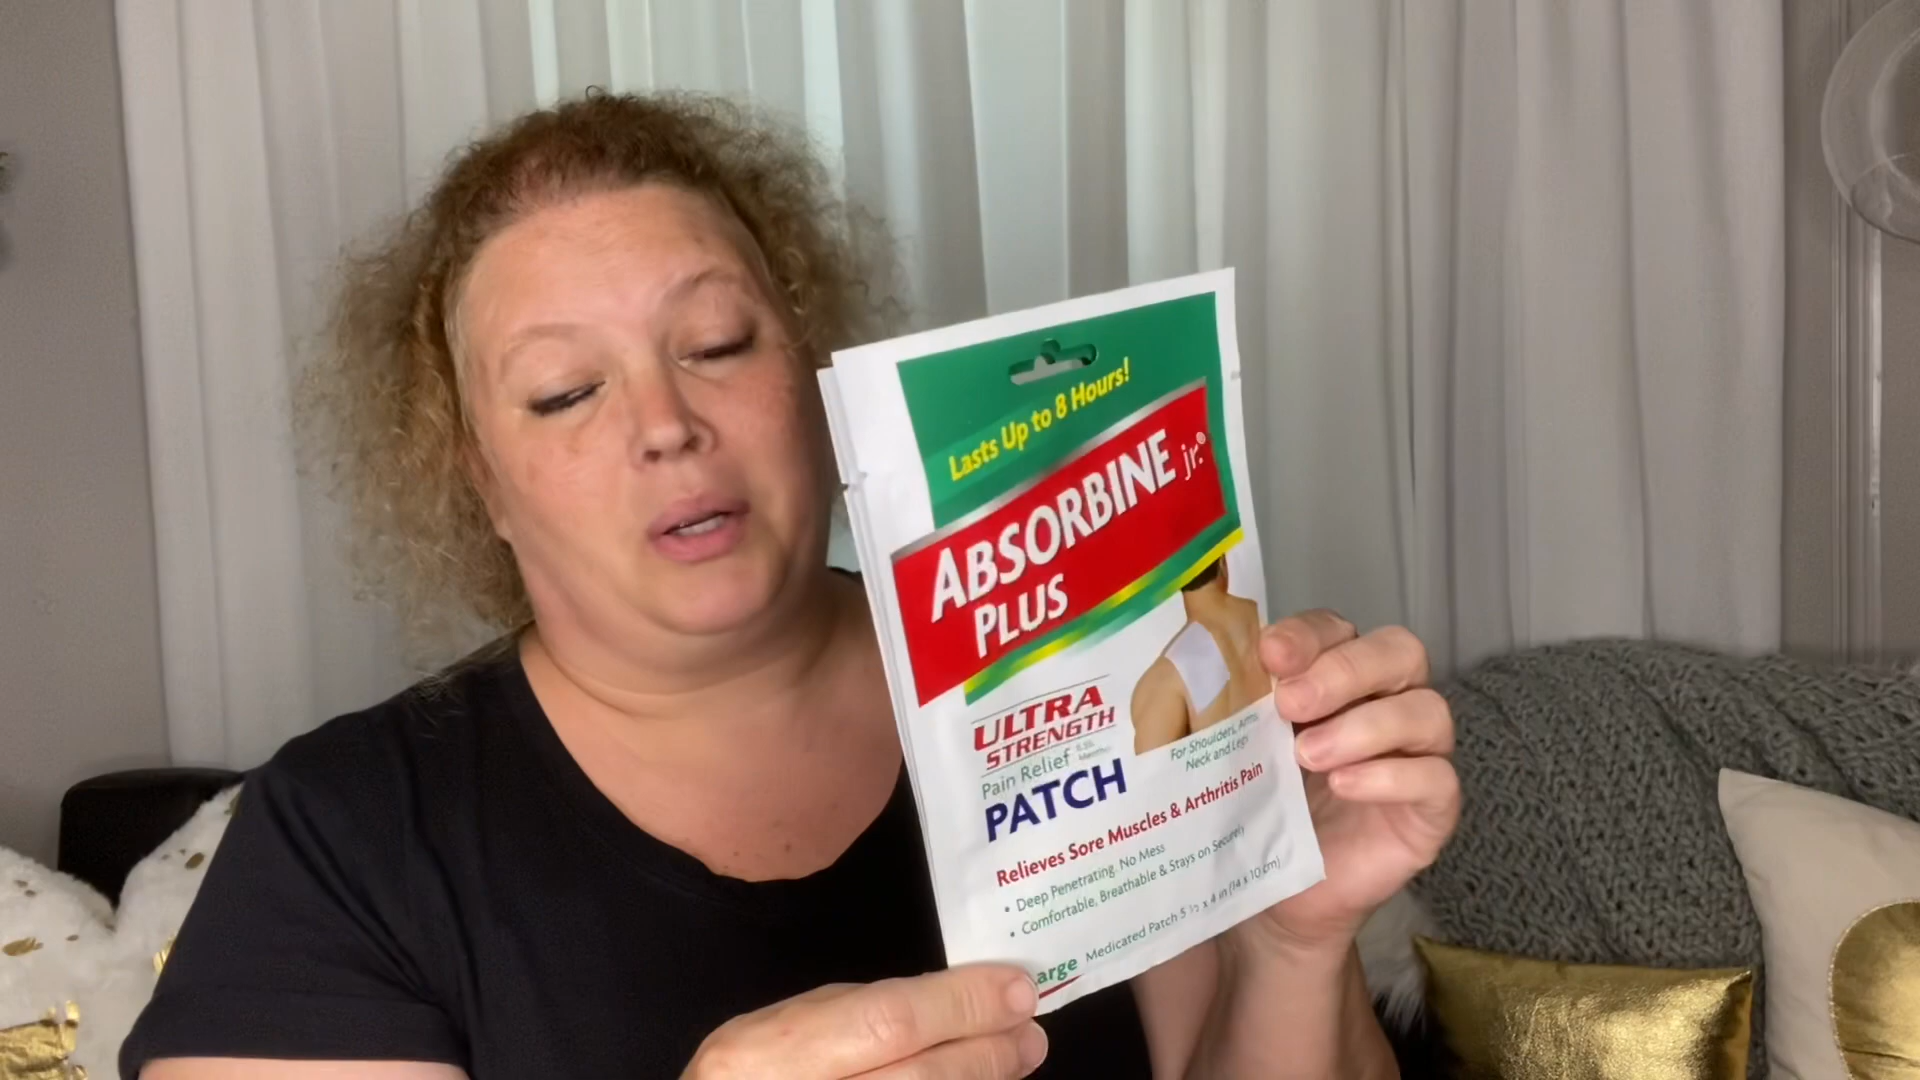 Lasts Up to 8 Hours!
ABSORBINE jr.®
PLUS
ULTRA
STRENGTH
Pain Relief
PATCH
For Shoulders, Arms,
Neck and Legs
Relieves Sore Muscles & Arthritis Pain
• Deep Penetrating. No Mess
• Comfortable, Breathable & Stays on Securely
Medicated Patch 5 ½ x 4 in (14 x 10 cm)